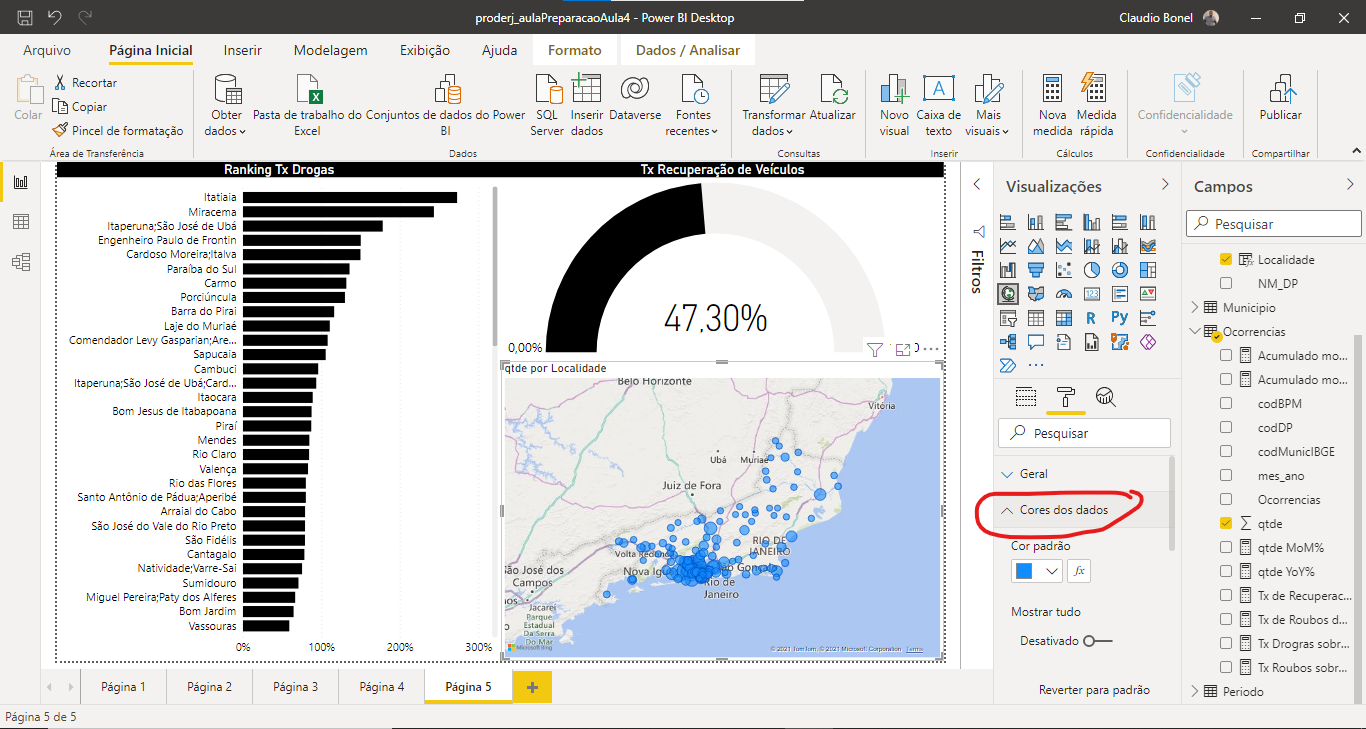 proderj_aulaPreparacaoAula4 - Power BI Desktop
Claudio Bonel
Arquivo
Página Inicial
Inserir
Modelagem
Exibição
Ajuda
Formato
Dados / Analisar
Colar
Recortar
Copiar
Pincel de formatação
Obter dados
Pasta de trabalho do Excel
Conjuntos de dados do Power BI
SQL Server
Inserir dados
Dataverse
Fontes recentes
Transformar dados
Atualizar
Novo visual
Caixa de texto
Mais visuais
Nova medida
Medida rápida
Confidencialidade
Publicar
Área de Transferência
Dados
Consultas
Inserir
Cálculos
Confidencialidade
Compartilhar
Ranking Tx Drogas
Itatiaia
Miracema
Itaperuna;São José de Ubá
Engenheiro Paulo de Frontin
Cardoso Moreira;Italva
Paraíba do Sul
Carmo
Porciúncula
Barra do Piraí
Laje do Muriaé
Comendador Levy Gasparian;Are...
Sapucaia
Cambuci
Itaperuna;São José de Ubá;Card...
Itaocara
Bom Jesus de Itabapoana
Piraí
Mendes
Rio Claro
Valença
Rio das Flores
Santo Antônio de Pádua;Aperibé
Arraial do Cabo
São José do Vale do Rio Preto
São Fidélis
Cantagalo
Natividade;Varre-Sai
Sumidouro
Miguel Pereira;Paty dos Alferes
Bom Jardim
Vassouras
0%
100%
200%
300%
Tx Recuperação de Veículos
47,30%
0,00%
qtde por Localidade
Belo Horizonte
Vitória
Ubá
Muriaé
Juiz de Fora
RIO DE JANEIRO
Volta Redonda
Nova Igu
São Gonçalo
Rio de Janeiro
São José dos Campos
Jacareí
Parque Estadual Da Serra Do Mar
Microsoft Bing
© 2021 TomTom, © 2021 Microsoft Corporation
Terms
Filtros
Visualizações
Pesquisar
Geral
Cores dos dados
Cor padrão
fx
Mostrar tudo
Desativado
Reverter para padrão
Campos
Pesquisar
Localidade
NM_DP
Municipio
Ocorrencias
Acumulado mo...
Acumulado mo...
codBPM
codDP
codMunicIBGE
mes_ano
Ocorrencias
qtde
qtde MoM%
qtde YoY%
Tx de Recuperac...
Tx de Roubos d...
Tx Drogas sobr...
Tx Roubos sobr...
Periodo
Página 1
Página 2
Página 3
Página 4
Página 5
Página 5 de 5